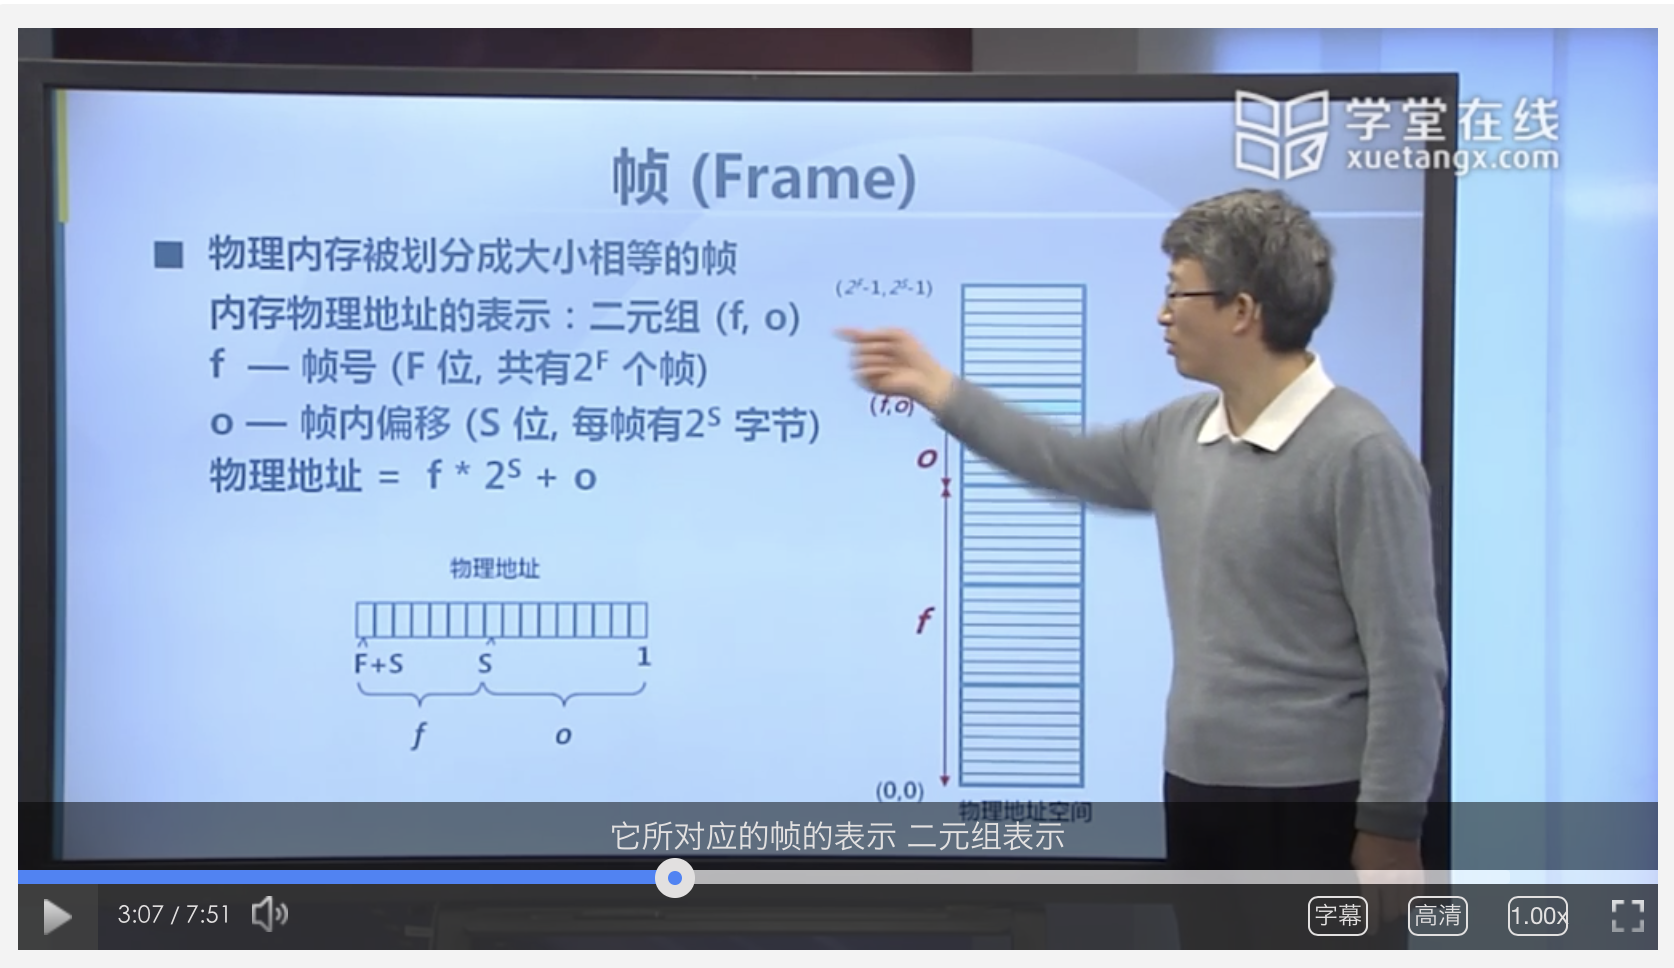 学堂在线
xuetangx.com
帧 (Frame)
■ 物理内存被划分成大小相等的帧
内存物理地址的表示：二元组 (f, o)
f — 帧号 (F 位, 共有2^F 个帧)
o — 帧内偏移 (S 位, 每帧有2^S 字节)
物理地址 = f * 2^S + o
物理地址
F+S S 1
f o
(2^F-1, 2^S-1)
(f,o)
o
f
(0,0)
物理地址空间
它所对应的帧的表示 二元组表示
3:07 / 7:51
字幕
高清
1.00x